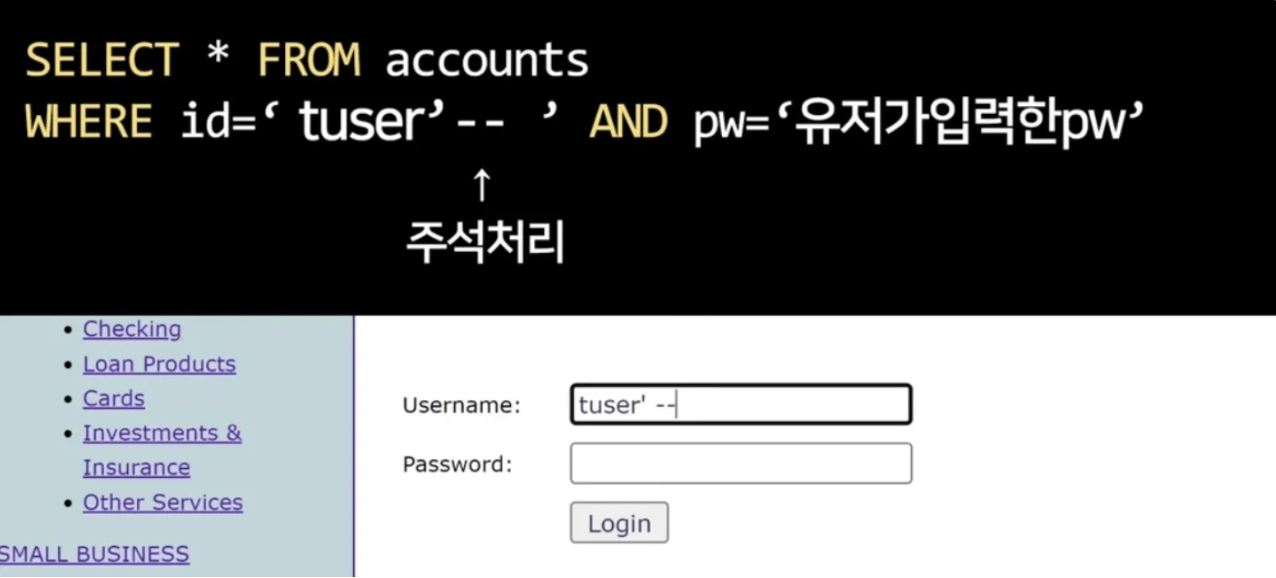 SELECT * FROM accounts
WHERE id=‘ tuser’-- ’ AND pw=‘유저가입력한pw’
↑
주석처리
Checking
Loan Products
Cards
Investments &
Insurance
Other Services
SMALL BUSINESS
Username: tuser' --
Password:
Login